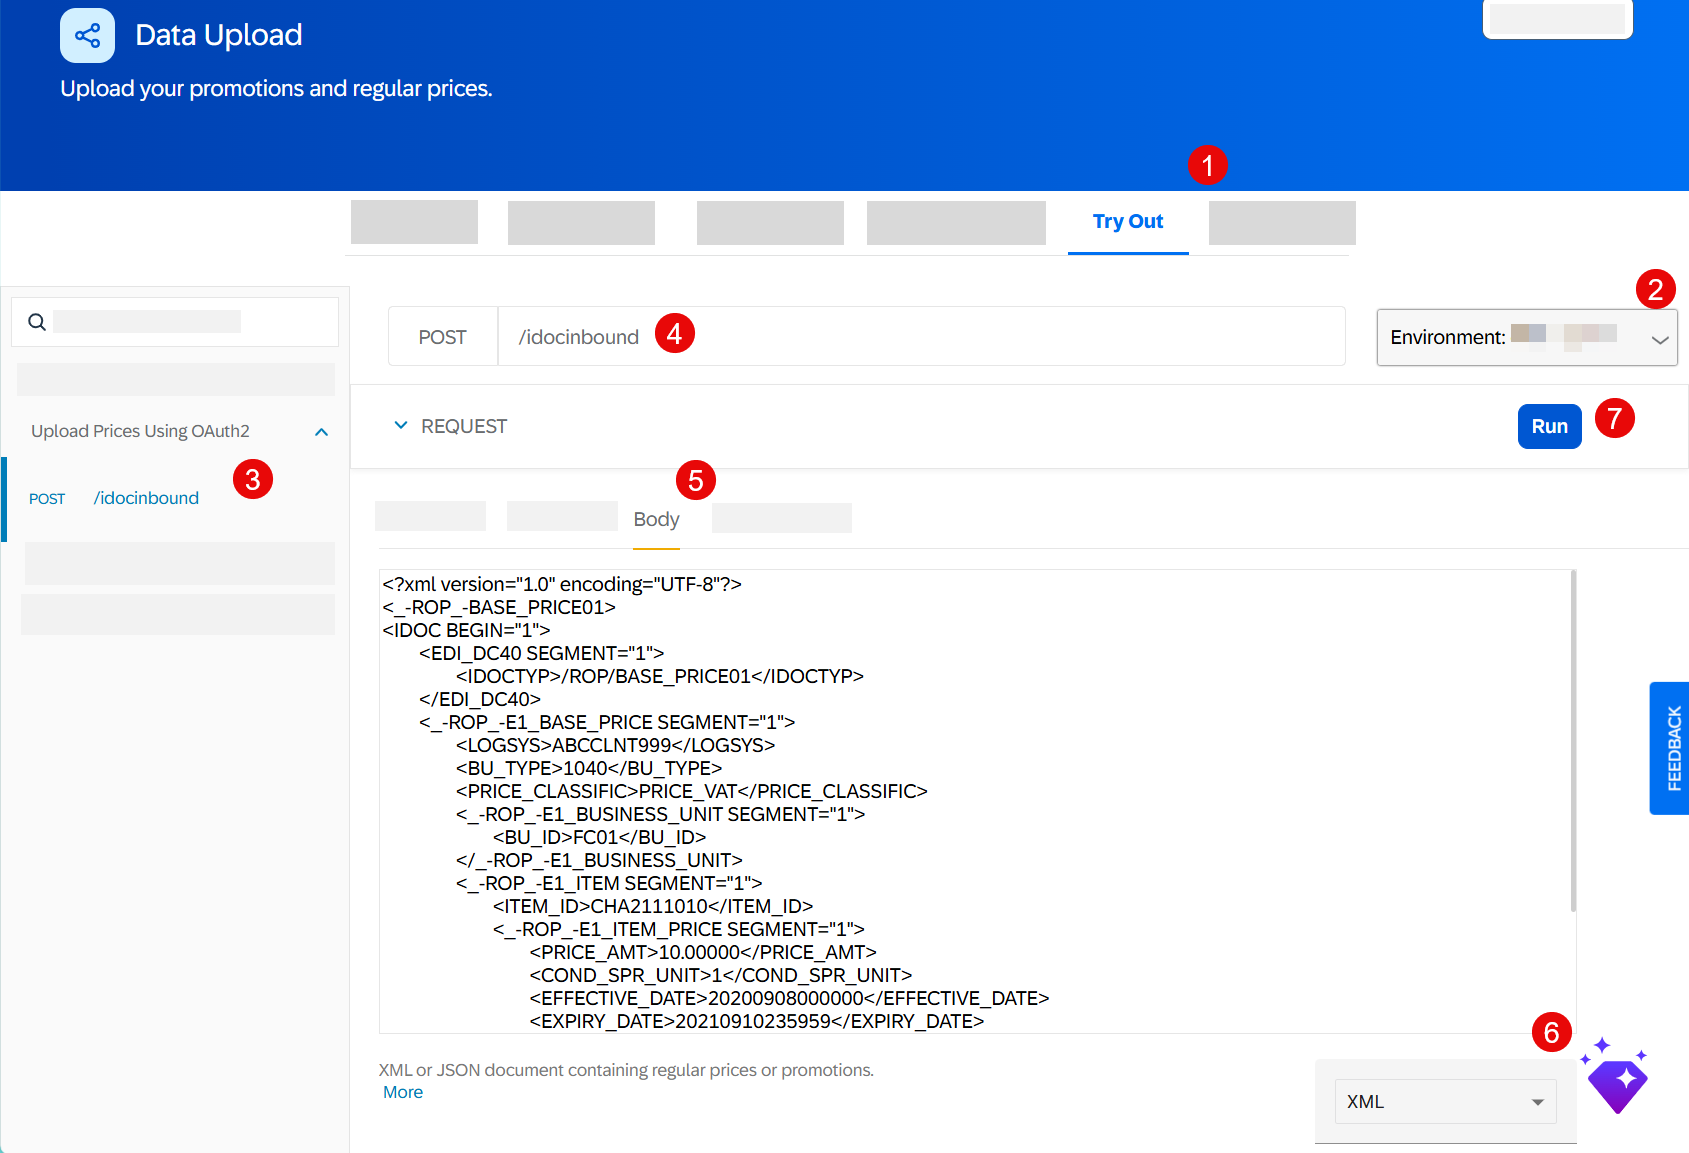 Data Upload
Upload your promotions and regular prices.
1
Try Out
2
POST /idocinbound 4
Environment:
REQUEST
Run 7
Upload Prices Using OAuth2
3
POST /idocinbound
5
Body
<?xml version="1.0" encoding="UTF-8"?>
<_-ROP_-BASE_PRICE01>
<IDOC BEGIN="1">
<EDI_DC40 SEGMENT="1">
<IDOCTYP>/ROP/BASE_PRICE01</IDOCTYP>
</EDI_DC40>
<_-ROP_-E1_BASE_PRICE SEGMENT="1">
<LOGSYS>ABCCLNT999</LOGSYS>
<BU_TYPE>1040</BU_TYPE>
<PRICE_CLASSIFIC>PRICE_VAT</PRICE_CLASSIFIC>
<_-ROP_-E1_BUSINESS_UNIT SEGMENT="1">
<BU_ID>FC01</BU_ID>
</_-ROP_-E1_BUSINESS_UNIT>
<_-ROP_-E1_ITEM SEGMENT="1">
<ITEM_ID>CHA2111010</ITEM_ID>
<_-ROP_-E1_ITEM_PRICE SEGMENT="1">
<PRICE_AMT>10.00000</PRICE_AMT>
<COND_SPR_UNIT>1</COND_SPR_UNIT>
<EFFECTIVE_DATE>20200908000000</EFFECTIVE_DATE>
<EXPIRY_DATE>20210910235959</EXPIRY_DATE>
FEEDBACK
6
XML or JSON document containing regular prices or promotions.
More
XML